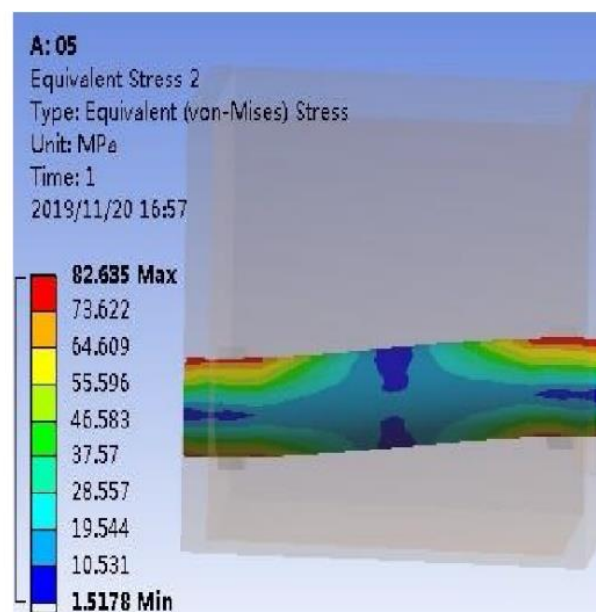 A: 05
Equivalent Stress 2
Type: Equivalent (von-Mises) Stress
Unit: MPa
Time: 1
2019/11/20 16:57
82.635 Max
73.622
64.609
55.596
46.583
37.57
28.557
19.544
10.531
1.5178 Min